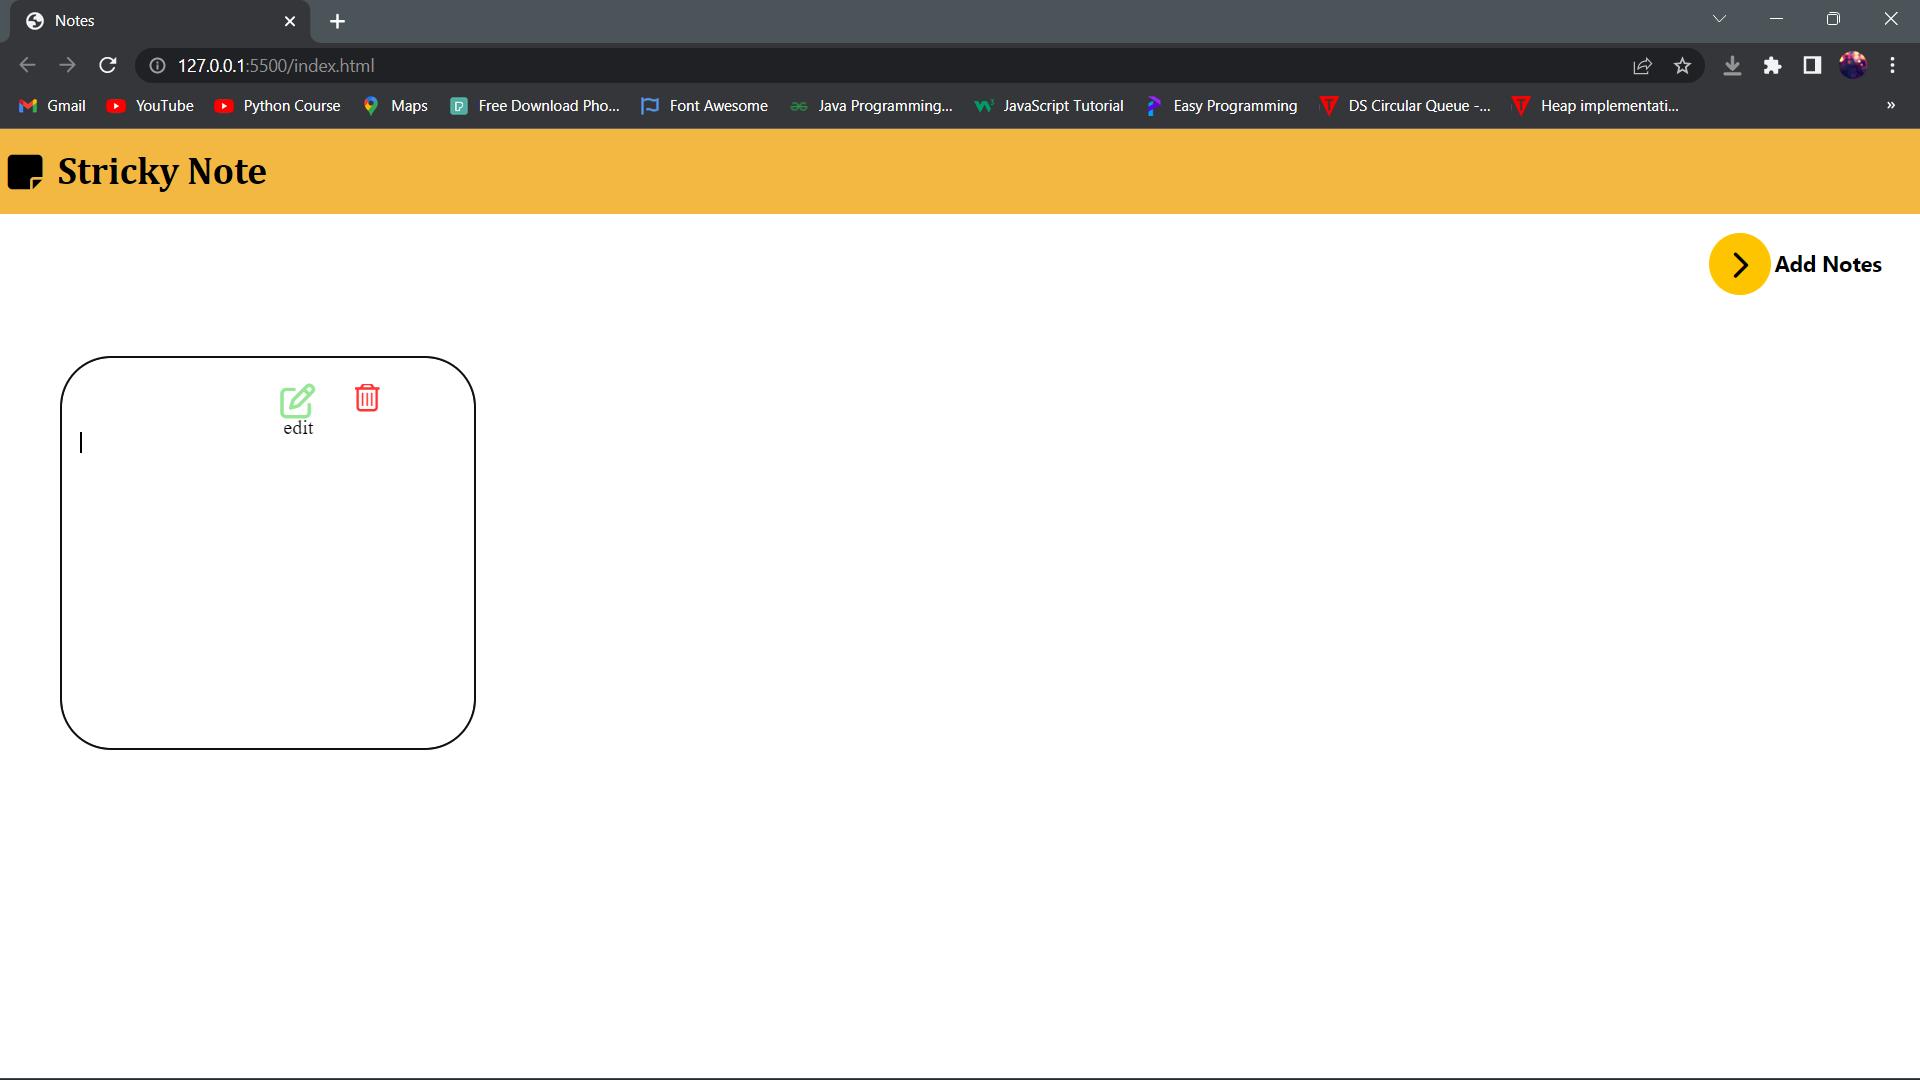 Notes
127.0.0.1:5500/index.html
Gmail YouTube Python Course Maps Free Download Pho... Font Awesome Java Programming... JavaScript Tutorial Easy Programming DS Circular Queue -... Heap implementati... »
Stricky Note
Add Notes
edit